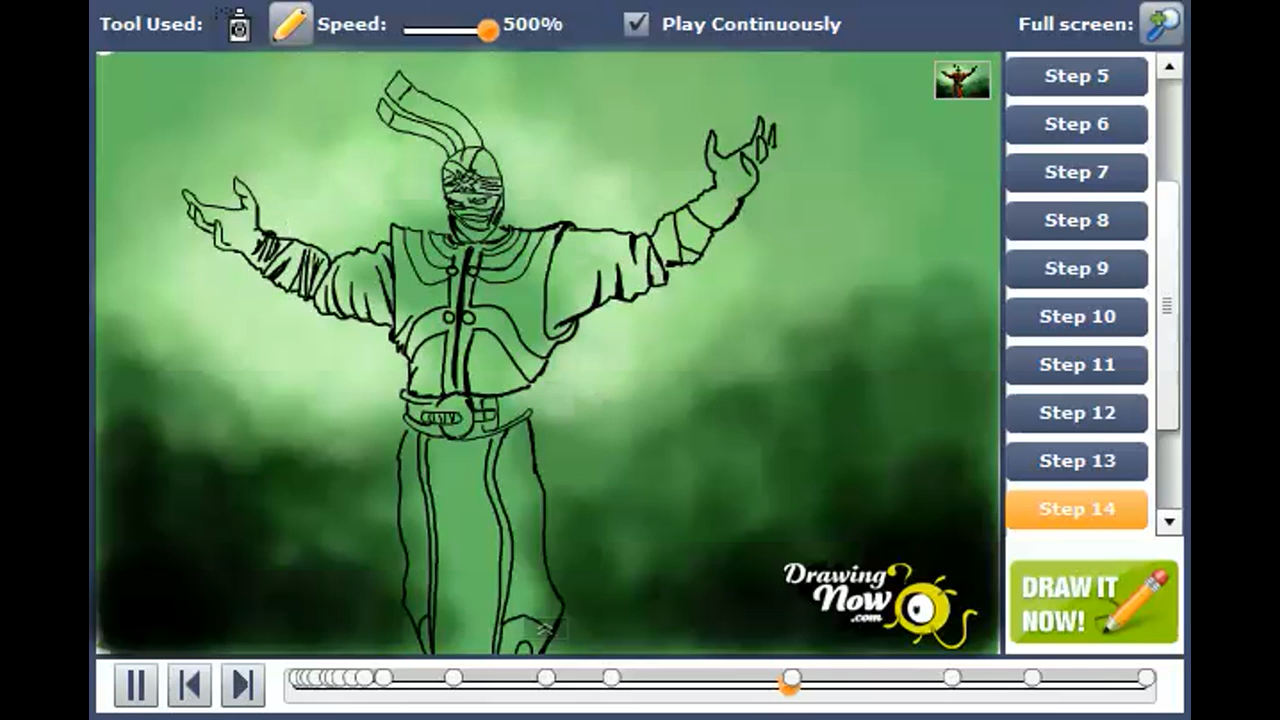 Tool Used:
Speed:
500%
Play Continuously
Full screen:
Step 5
Step 6
Step 7
Step 8
Step 9
Step 10
Step 11
Step 12
Step 13
Step 14
Drawing
Now
.com
DRAW IT
NOW!